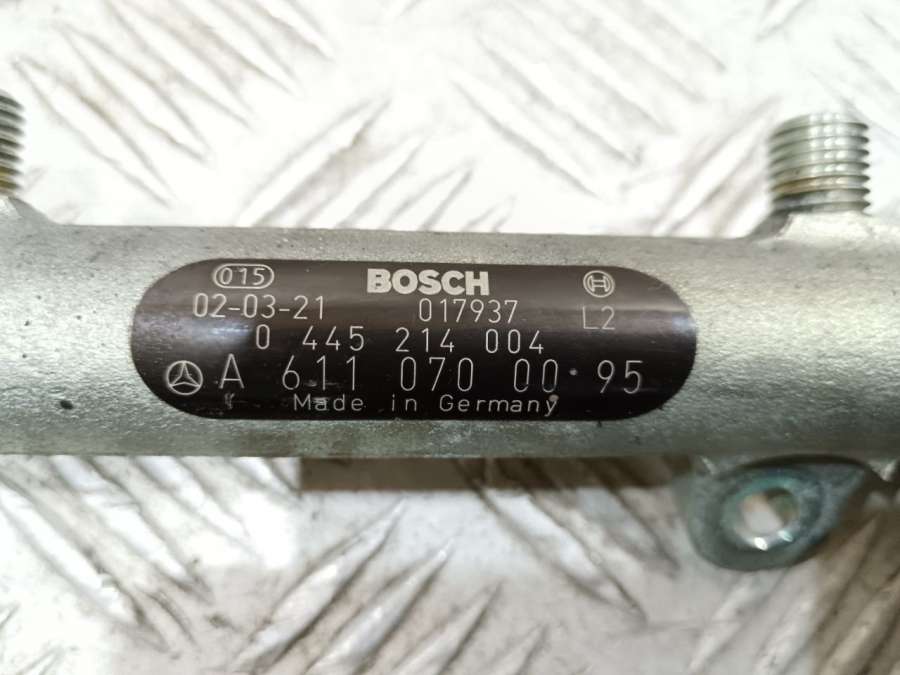 015 BOSCH
02-03-21 017937 L2
0 445 214 004
A 611 070 00 95
Made in Germany